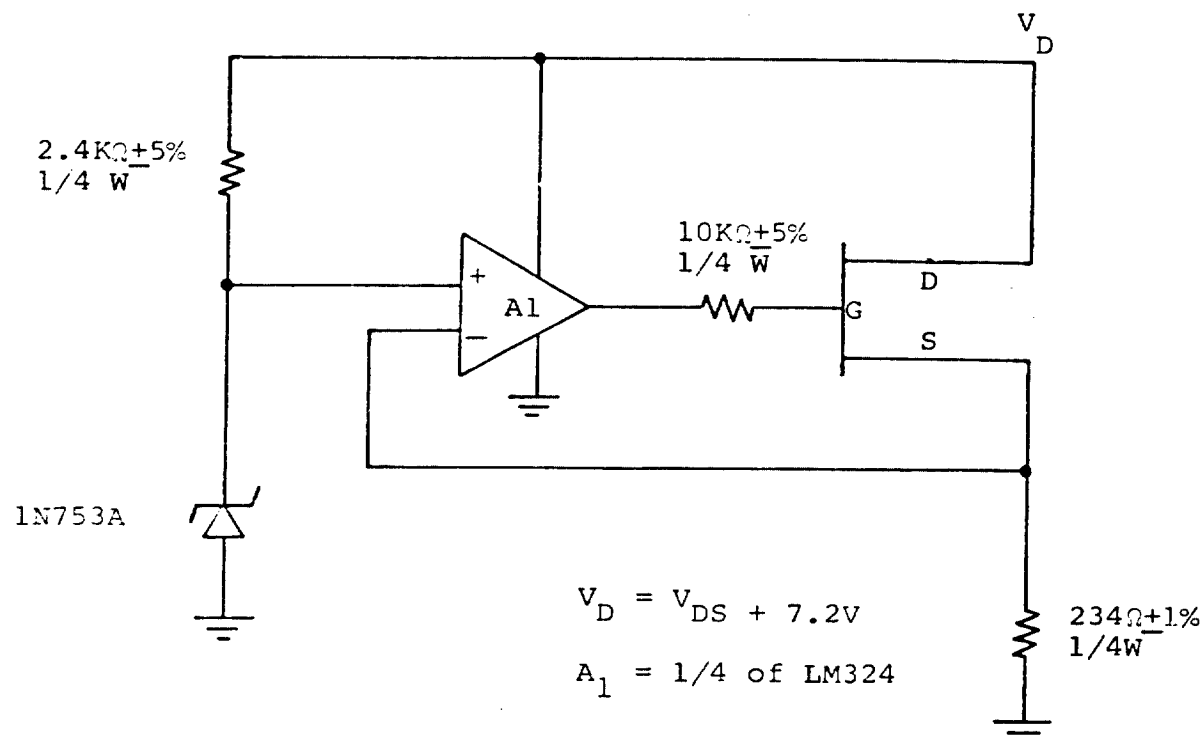 V
D
2.4KΩ±5%
1/4 W
10KΩ±5%
1/4 W
+
A1
−
G
D
S
1N753A
V_D = V_DS + 7.2V
A_1 = 1/4 of LM324
234Ω±1%
1/4W